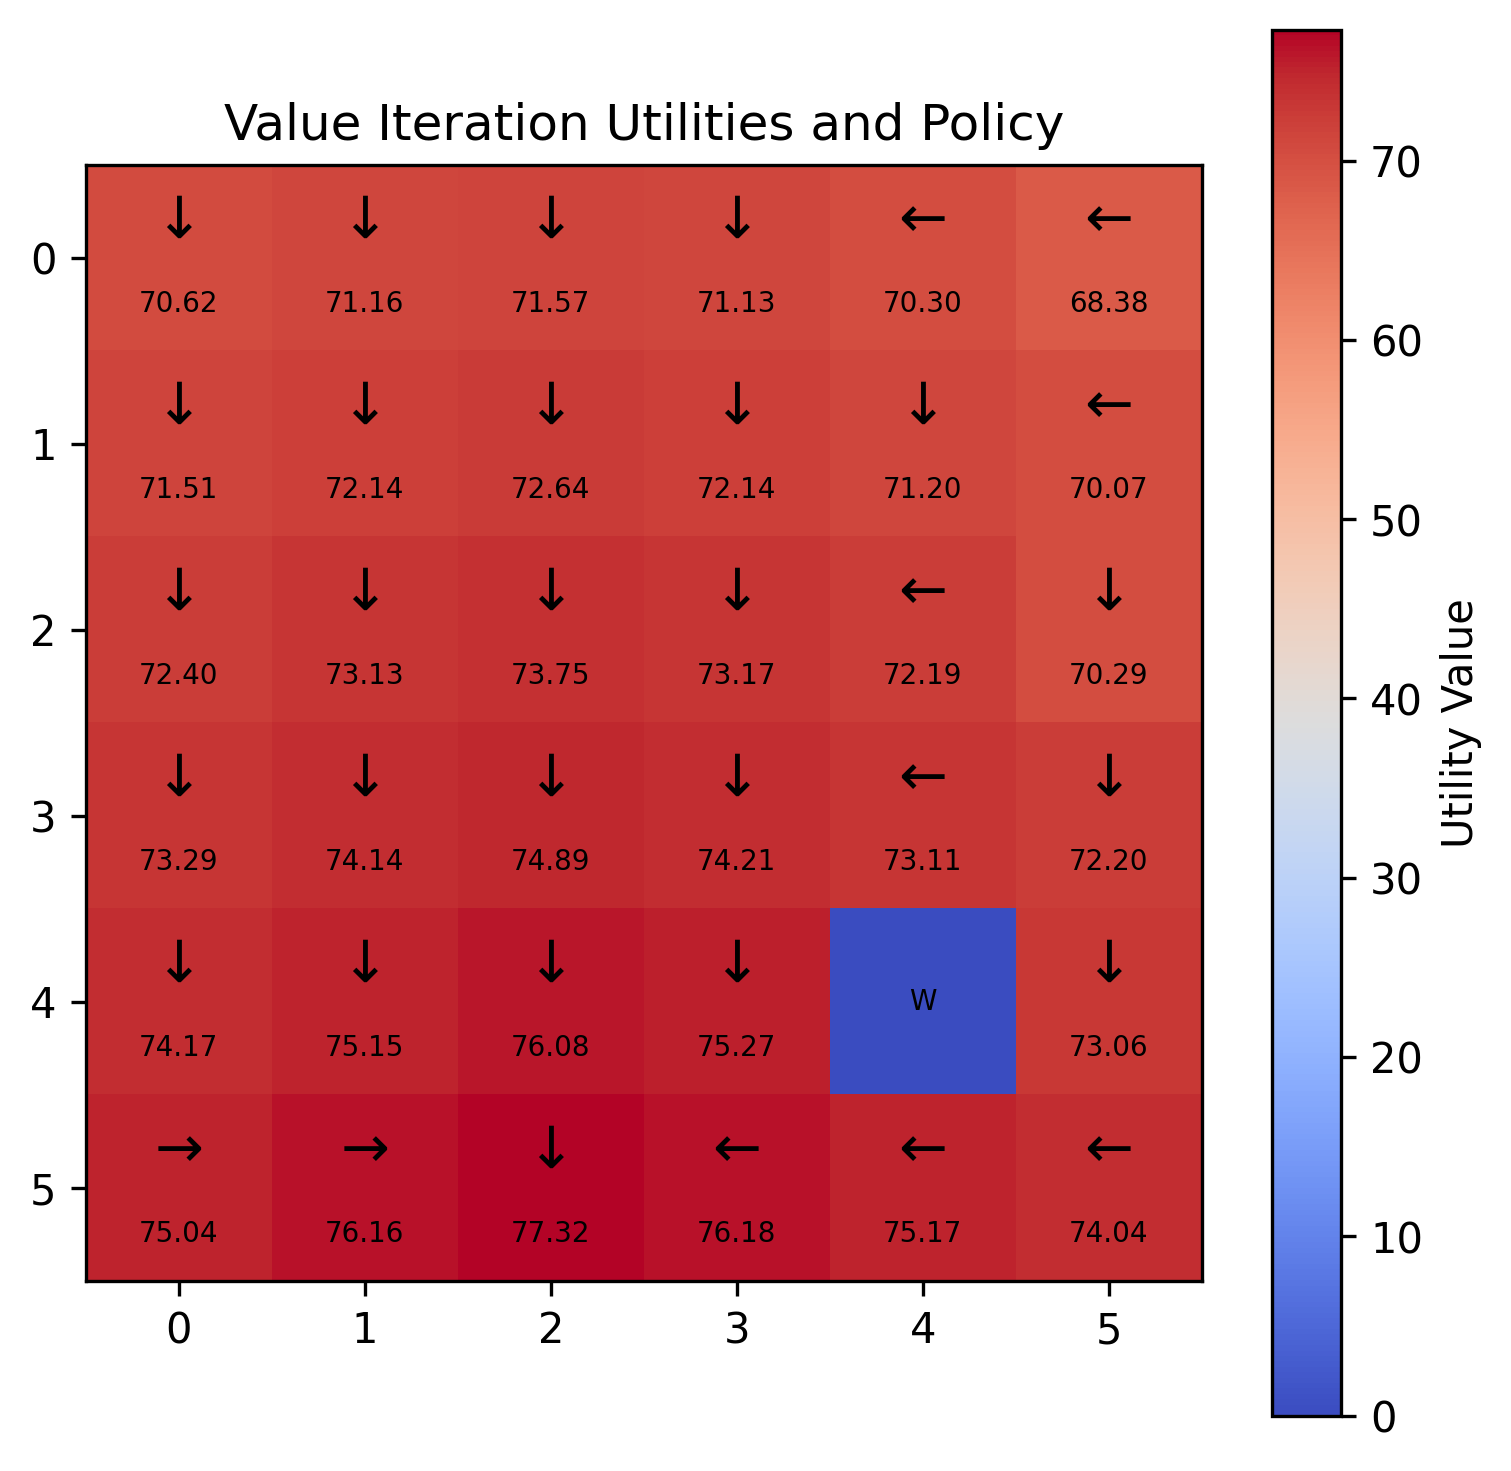 Value Iteration Utilities and Policy
↓ ↓ ↓ ↓ ← ←
0
70.62 71.16 71.57 71.13 70.30 68.38
↓ ↓ ↓ ↓ ↓ ←
1
71.51 72.14 72.64 72.14 71.20 70.07
↓ ↓ ↓ ↓ ← ↓
2
72.40 73.13 73.75 73.17 72.19 70.29
↓ ↓ ↓ ↓ ← ↓
3
73.29 74.14 74.89 74.21 73.11 72.20
↓ ↓ ↓ ↓ ↓
4 W
74.17 75.15 76.08 75.27 73.06
→ → ↓ ← ← ←
5
75.04 76.16 77.32 76.18 75.17 74.04
0 1 2 3 4 5
70
60
50
40
30
20
10
0
Utility Value